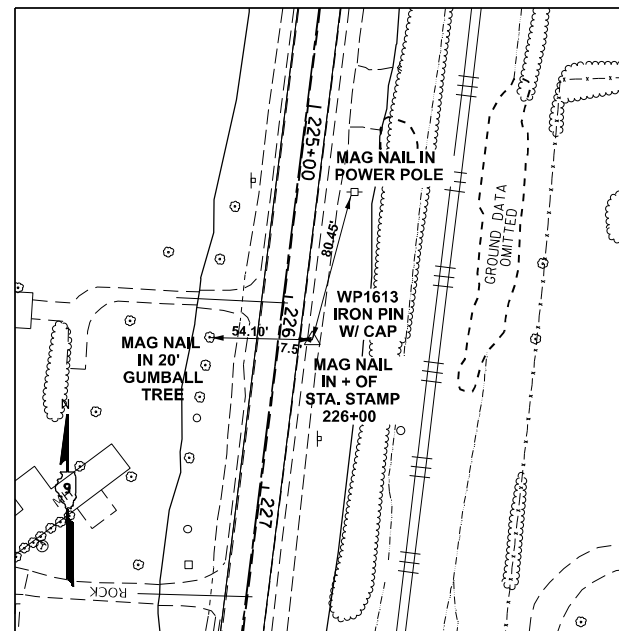 225+00
MAG NAIL IN
POWER POLE
80.45'
GROUND DATA
OMITTED
WP1613
IRON PIN
W/ CAP
226
54.10'
7.5'
MAG NAIL
IN 20'
GUMBALL
TREE
MAG NAIL
IN + OF
STA. STAMP
226+00
N
9
227
ROCK